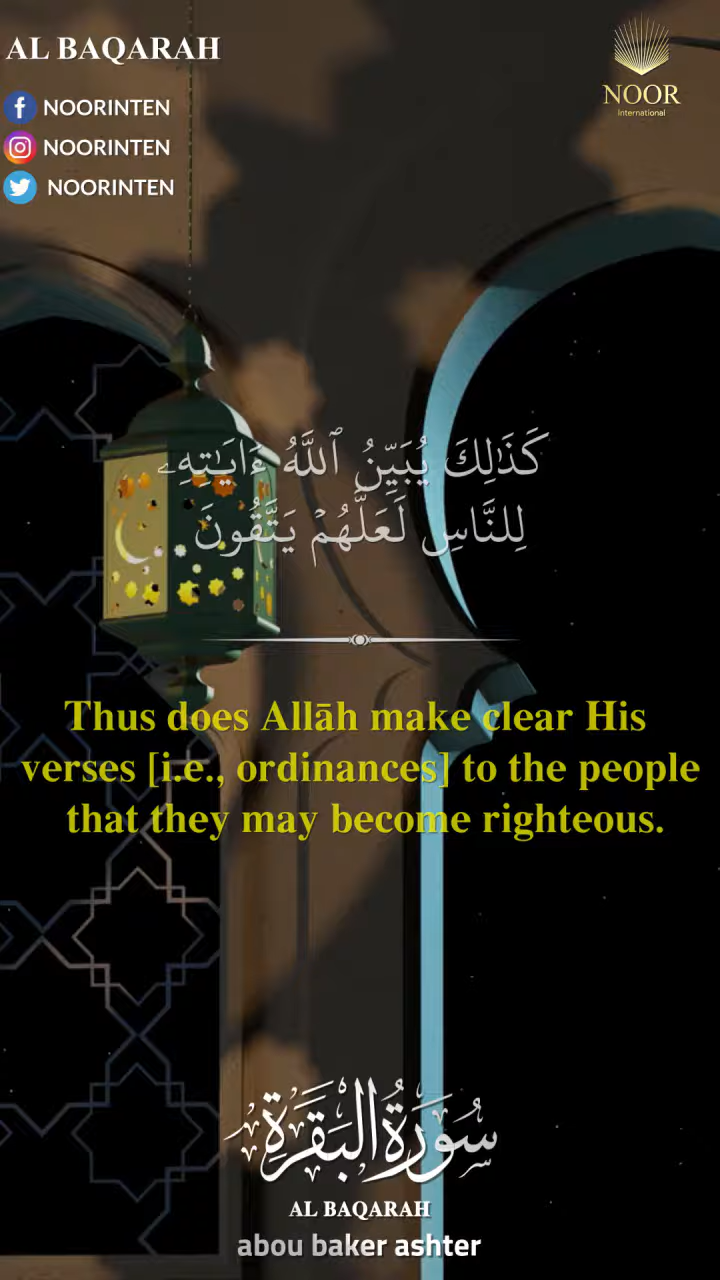 AL BAQARAH
NOORINTEN
NOORINTEN
NOORINTEN
NOOR
International
كَذَٰلِكَ يُبَيِّنُ ٱللَّهُ ءَايَـٰتِهِۦ
لِلنَّاسِ لَعَلَّهُمۡ يَتَّقُونَ
Thus does Allāh make clear His
verses [i.e., ordinances] to the people
that they may become righteous.
سُورَةُ البَقَرَةِ
AL BAQARAH
abou baker ashter